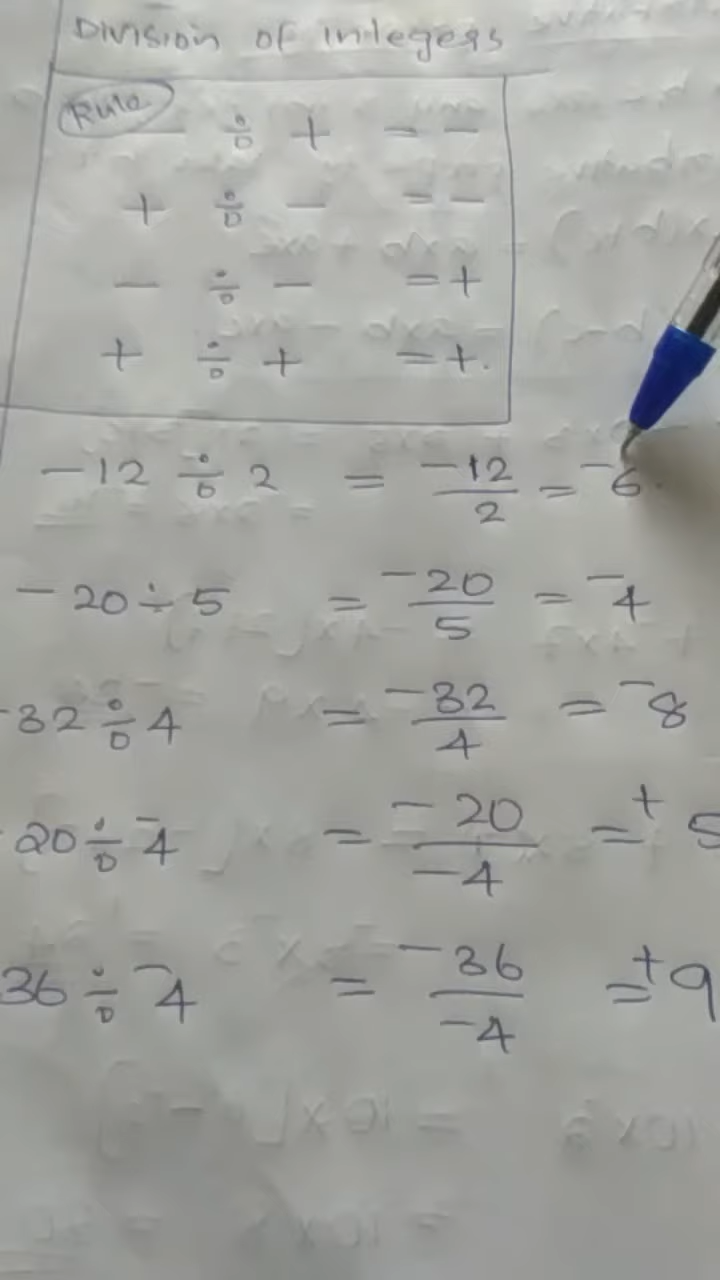 Division of integers
Rule
- ÷ + = -
+ ÷ - = -
- ÷ - = +
+ ÷ + = +.
-12 ÷ 2 = -12/2 = -6.
-20 ÷ 5 = -20/5 = -4
-32 ÷ 4 = -32/4 = -8
-20 ÷ -4 = -20/-4 = +5
36 ÷ -4 = -36/-4 = +9